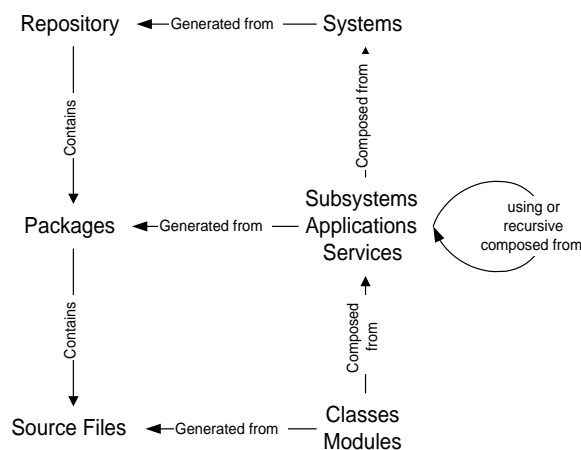 Repository
Generated from
Systems
Contains
Composed from
Packages
Generated from
Subsystems
Applications
Services
using or
recursive
composed from
Contains
Composed
from
Source Files
Generated from
Classes
Modules